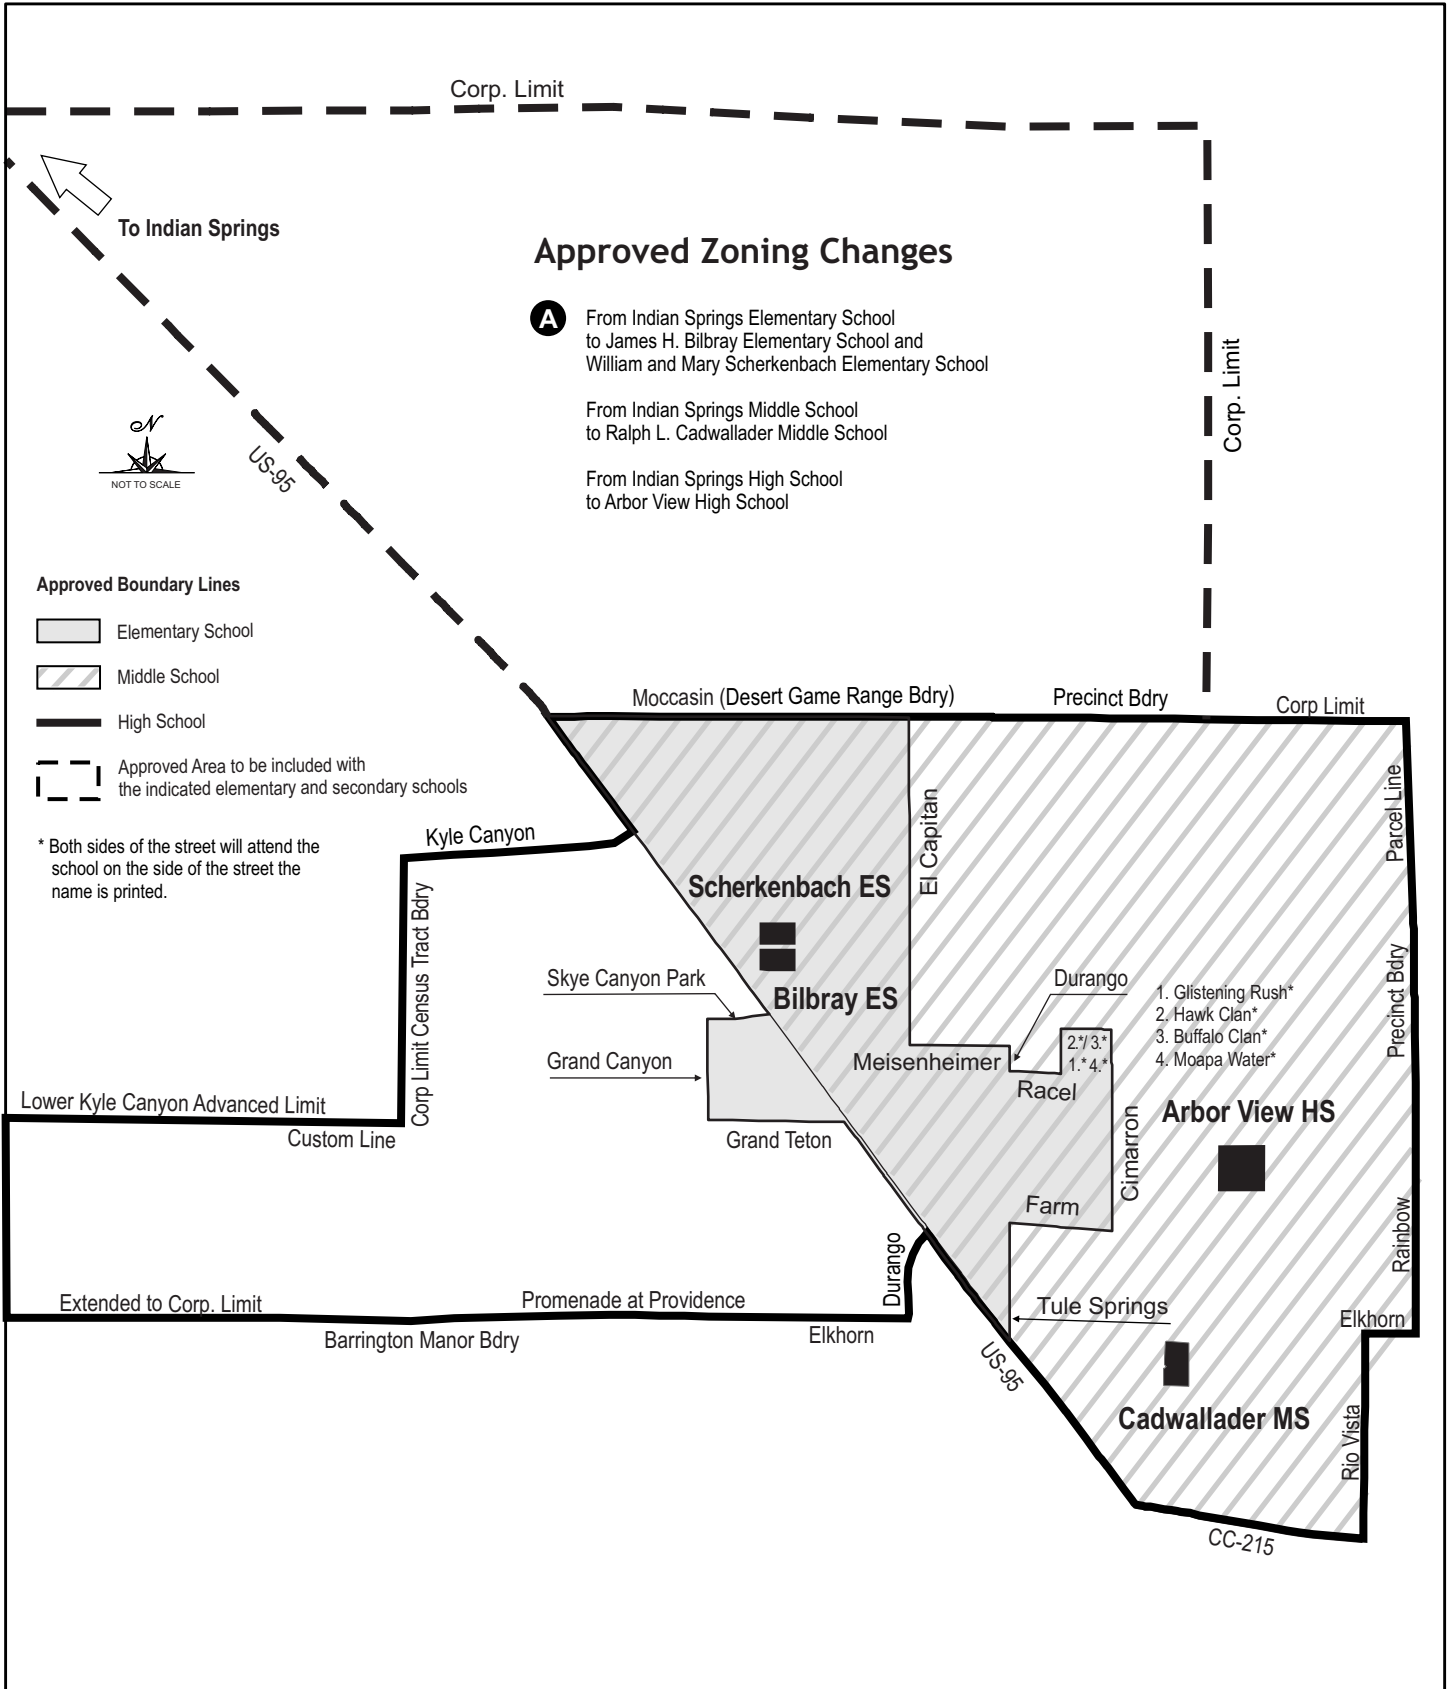 Corp. Limit
To Indian Springs
Approved Zoning Changes
A
From Indian Springs Elementary School
to James H. Bilbray Elementary School and
William and Mary Scherkenbach Elementary School
From Indian Springs Middle School
to Ralph L. Cadwallader Middle School
From Indian Springs High School
to Arbor View High School
Corp. Limit
N
NOT TO SCALE
US-95
Approved Boundary Lines
Elementary School
Middle School
High School
Approved Area to be included with
the indicated elementary and secondary schools
* Both sides of the street will attend the
school on the side of the street the
name is printed.
Moccasin (Desert Game Range Bdry)
Precinct Bdry
Corp Limit
Parcel Line
Kyle Canyon
El Capitan
Scherkenbach ES
Corp Limit Census Tract Bdry
Skye Canyon Park
Bilbray ES
Durango
1. Glistening Rush*
2. Hawk Clan*
3. Buffalo Clan*
4. Moapa Water*
Precinct Bdry
Grand Canyon
Meisenheimer
2.*/ 3.*
1.* 4.*
Racel
Lower Kyle Canyon Advanced Limit
Custom Line
Grand Teton
Arbor View HS
Cimarron
Farm
Rainbow
Durango
Extended to Corp. Limit
Promenade at Providence
Tule Springs
Elkhorn
Barrington Manor Bdry
Elkhorn
US-95
Cadwallader MS
Rio Vista
CC-215